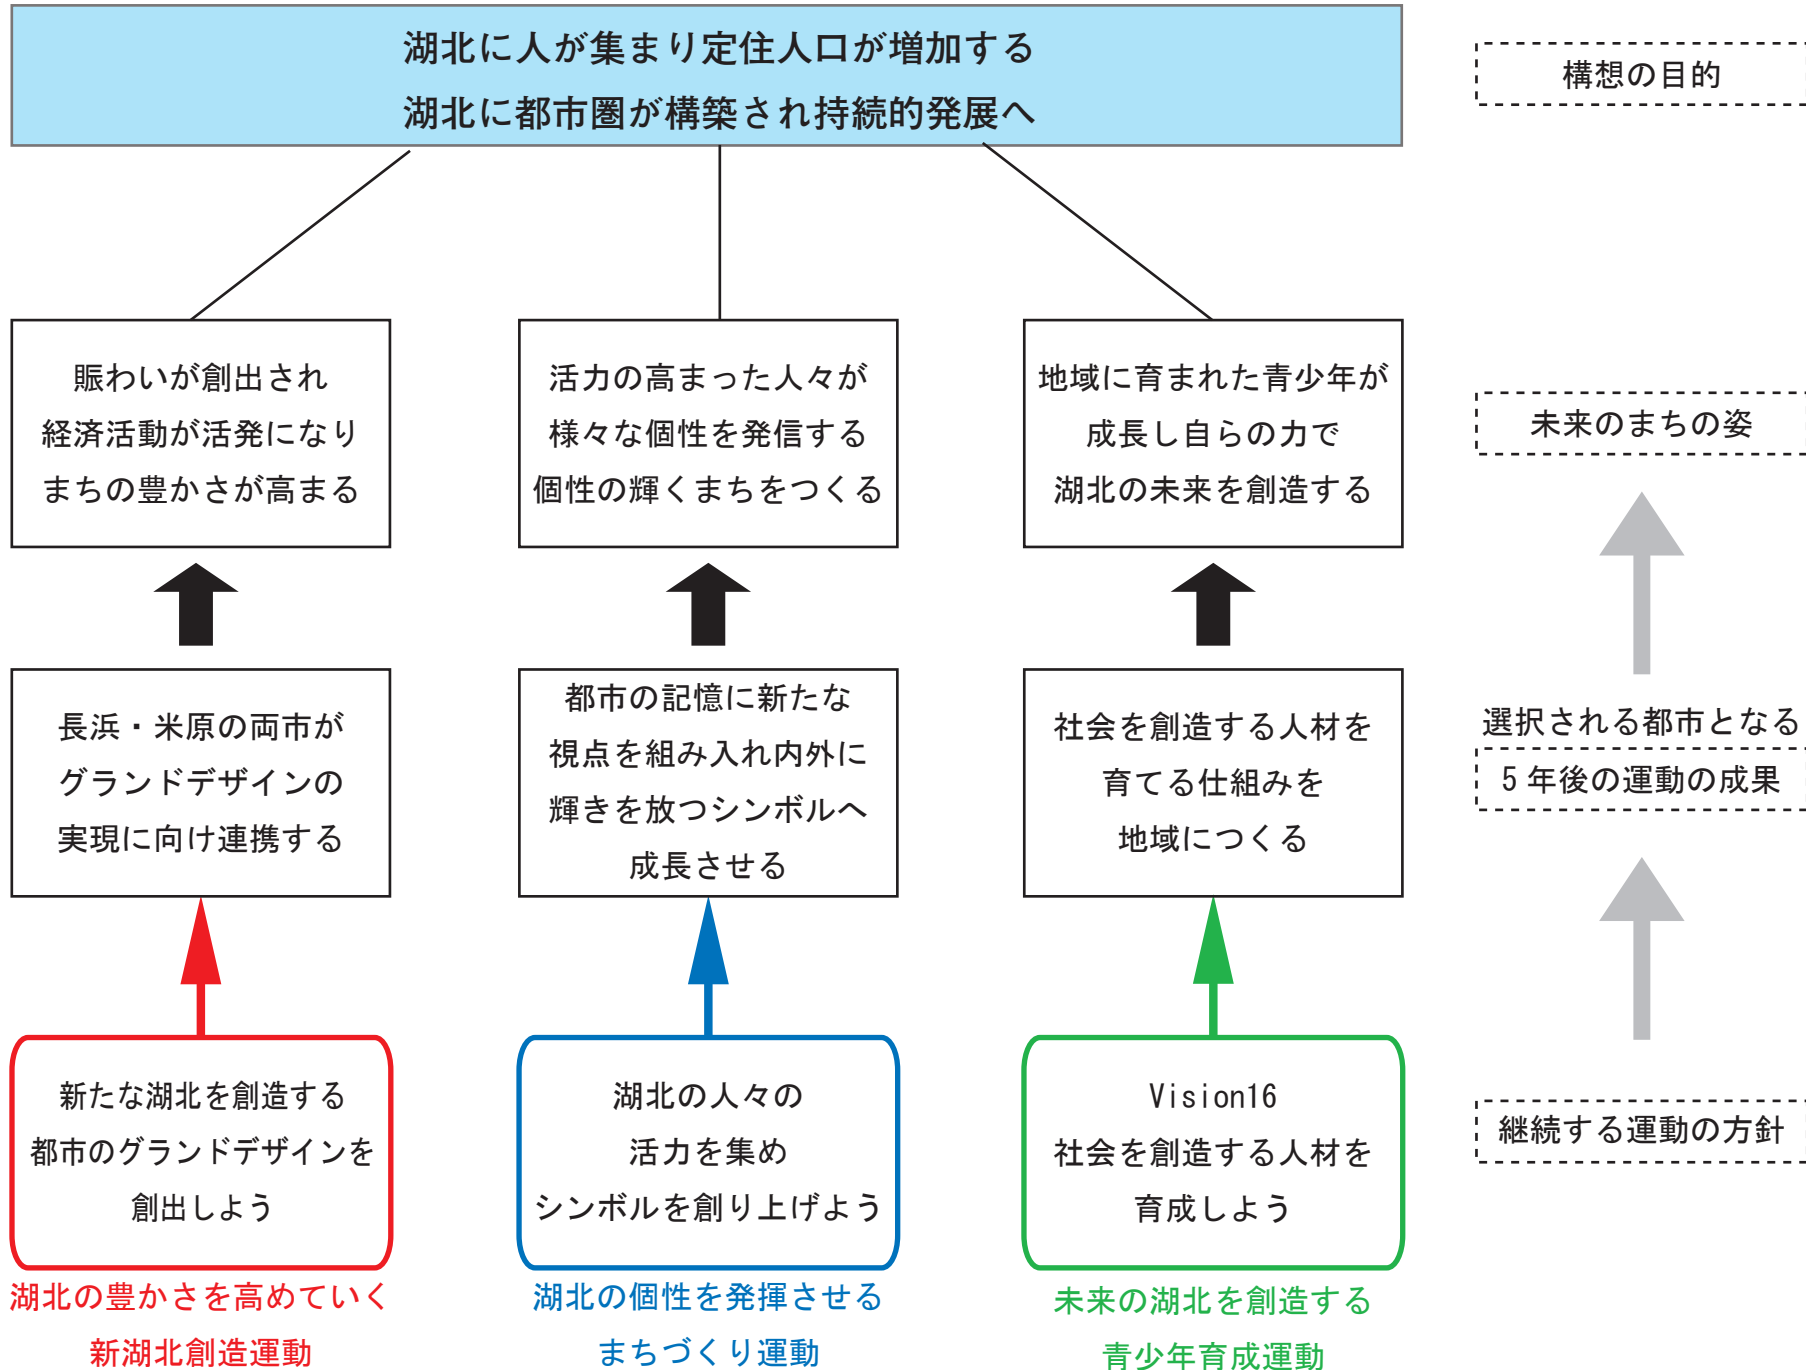 湖北に人が集まり定住人口が増加する
湖北に都市圏が構築され持続的発展へ
構想の目的
賑わいが創出され
経済活動が活発になり
まちの豊かさが高まる
活力の高まった人々が
様々な個性を発信する
個性の輝くまちをつくる
地域に育まれた青少年が
成長し自らの力で
湖北の未来を創造する
未来のまちの姿
長浜・米原の両市が
グランドデザインの
実現に向け連携する
都市の記憶に新たな
視点を組み入れ内外に
輝きを放つシンボルへ
成長させる
社会を創造する人材を
育てる仕組みを
地域につくる
選択される都市となる
5年後の運動の成果
新たな湖北を創造する
都市のグランドデザインを
創出しよう
湖北の人々の
活力を集め
シンボルを創り上げよう
Vision16
社会を創造する人材を
育成しよう
継続する運動の方針
湖北の豊かさを高めていく
新湖北創造運動
湖北の個性を発揮させる
まちづくり運動
未来の湖北を創造する
青少年育成運動